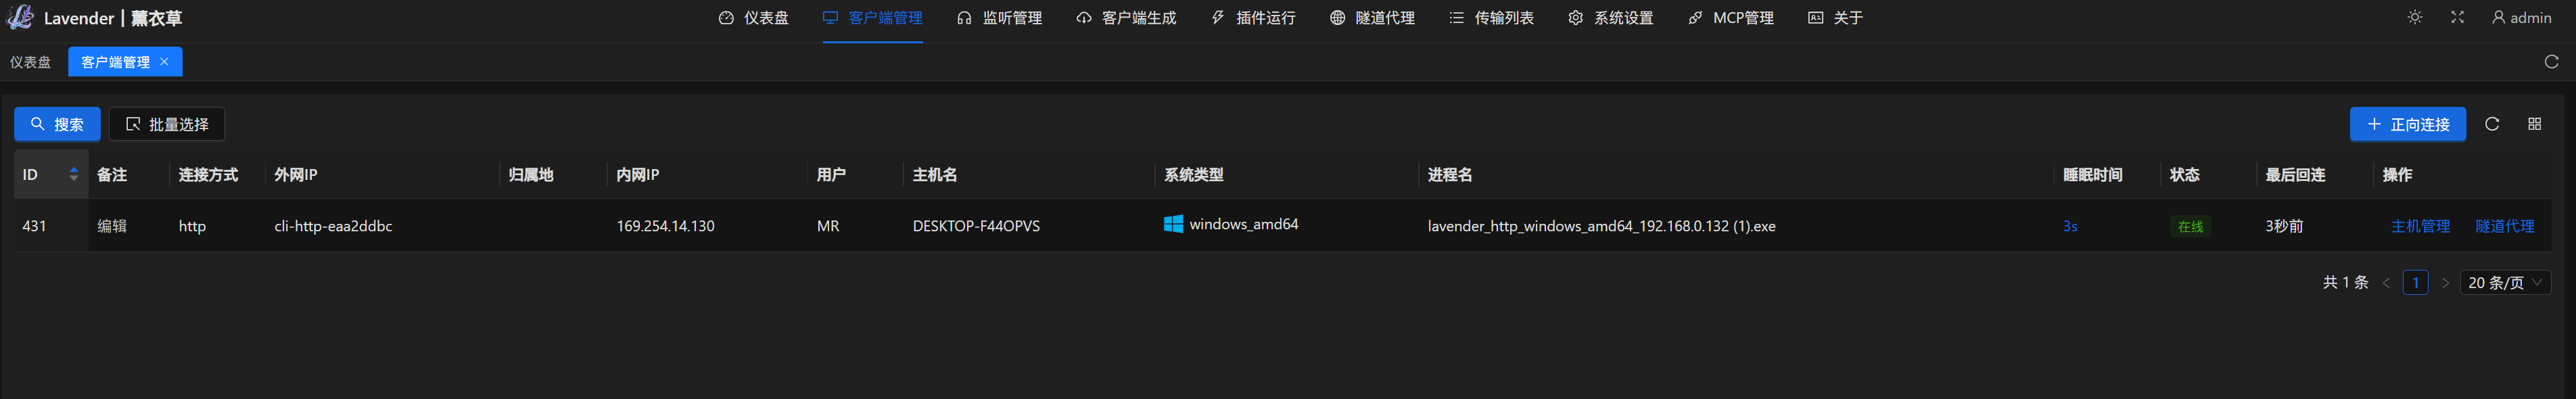 Lavender | 薰衣草 仪表盘 客户端管理 监听管理 客户端生成 插件运行 隧道代理 传输列表 系统设置 MCP管理 关于 admin
仪表盘 客户端管理
搜索 批量选择 正向连接
ID 备注 连接方式 外网IP 归属地 内网IP 用户 主机名 系统类型 进程名 睡眠时间 状态 最后回连 操作
431 编辑 http cli-http-eaa2ddbc 169.254.14.130 MR DESKTOP-F44OPVS windows_amd64 lavender_http_windows_amd64_192.168.0.132 (1).exe 3s 在线 3秒前 主机管理 隧道代理
共 1 条 1 20 条/页